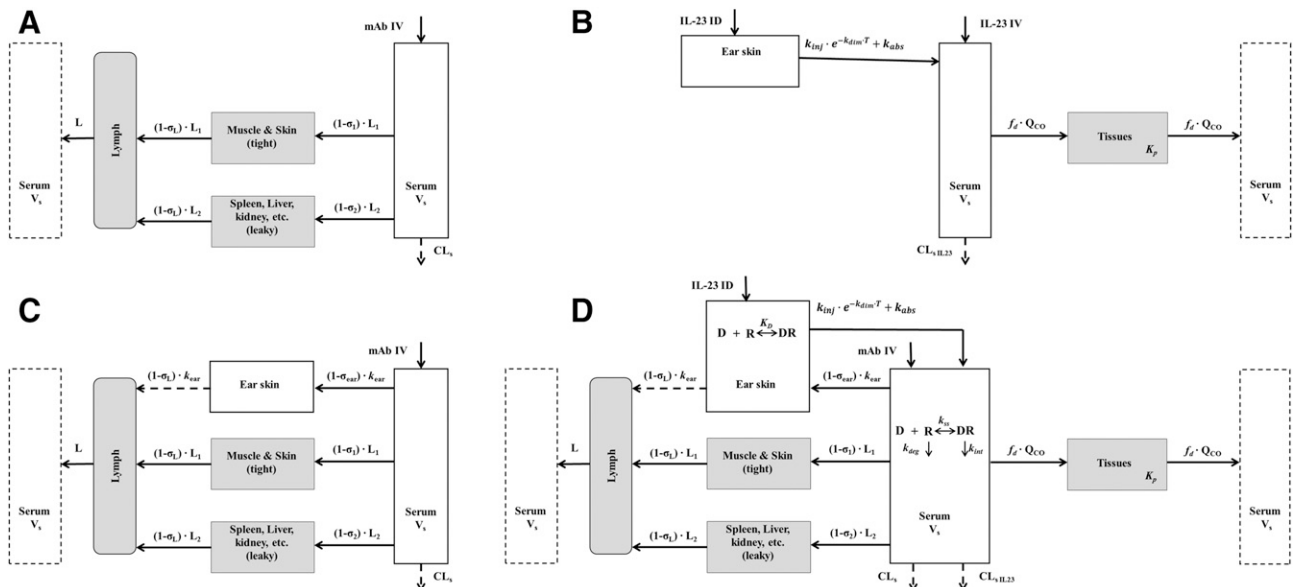 A
mAb IV
Serum
Vs
L
Lymph
(1-σL) · L1
Muscle & Skin
(tight)
(1-σ1) · L1
(1-σL) · L2
Spleen, Liver,
kidney, etc.
(leaky)
(1-σ2) · L2
Serum
Vs
CLs
B
IL-23 ID
Ear skin
kinj · e^-kdim·T + kabs
IL-23 IV
Serum
Vs
CLs IL23
fd · QCO
Tissues
Kp
fd · QCO
Serum
Vs
C
mAb IV
Serum
Vs
L
Lymph
(1-σL) · kear
Ear skin
(1-σear) · kear
(1-σL) · L1
Muscle & Skin
(tight)
(1-σ1) · L1
(1-σL) · L2
Spleen, Liver,
kidney, etc.
(leaky)
(1-σ2) · L2
Serum
Vs
CLs
D
IL-23 ID
kinj · e^-kdim·T + kabs
D + R KD↔ DR
Ear skin
mAb IV
Serum
Vs
L
Lymph
(1-σL) · kear
(1-σear) · kear
(1-σL) · L1
Muscle & Skin
(tight)
(1-σ1) · L1
(1-σL) · L2
Spleen, Liver,
kidney, etc.
(leaky)
(1-σ2) · L2
D + R kss↔ DR
kdeg kint
Serum
Vs
CLs
CLs IL23
fd · QCO
Tissues
Kp
fd · QCO
Serum
Vs